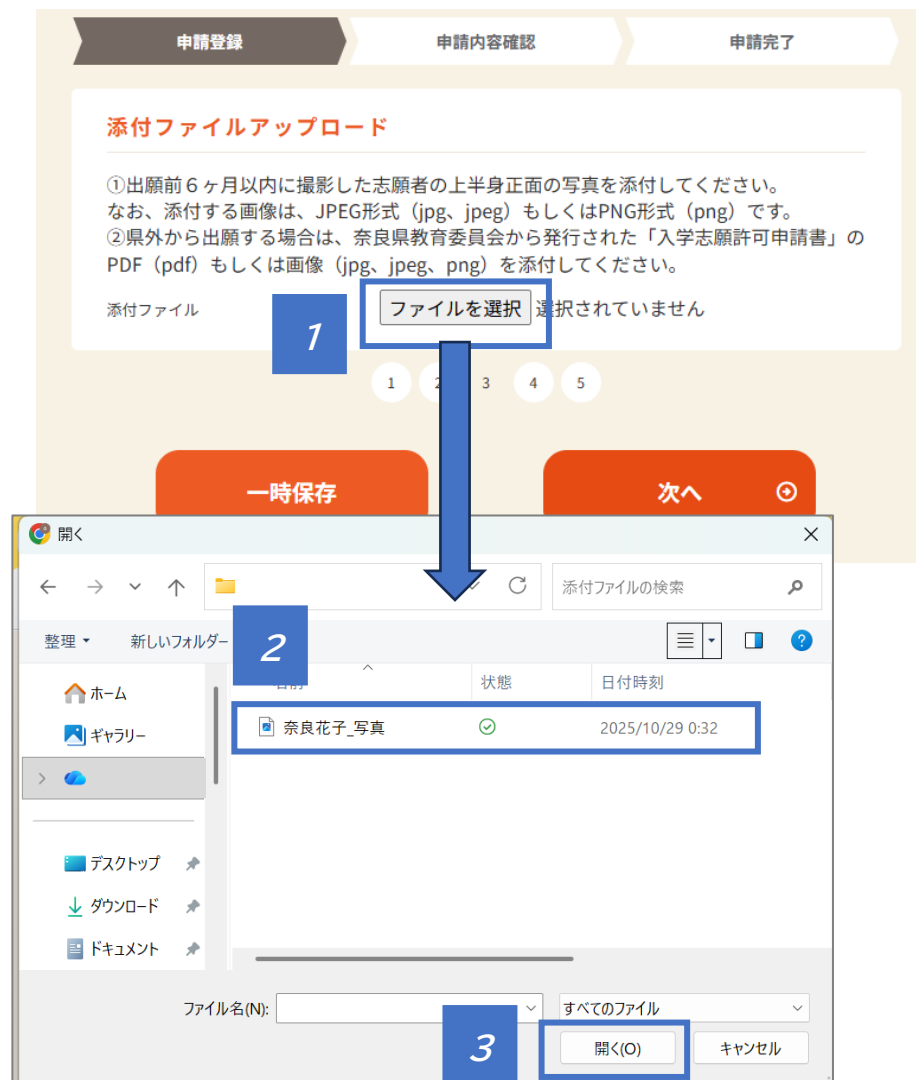 申請登録 申請内容確認 申請完了
添付ファイルアップロード
①出願前６ヶ月以内に撮影した志願者の上半身正面の写真を添付してください。
なお、添付する画像は、JPEG形式（jpg、jpeg）もしくはPNG形式（png）です。
②県外から出願する場合は、奈良県教育委員会から発行された「入学志願許可申請書」の
PDF（pdf）もしくは画像（jpg、jpeg、png）を添付してください。
添付ファイル ファイルを選択 選択されていません
1
1 2 3 4 5
一時保存 次へ
開く
添付ファイルの検索
整理 新しいフォルダー
2
名前 状態 日付時刻
ホーム
ギャラリー
奈良花子_写真 2025/10/29 0:32
デスクトップ
ダウンロード
ドキュメント
ファイル名(N): すべてのファイル
3
開く(O) キャンセル